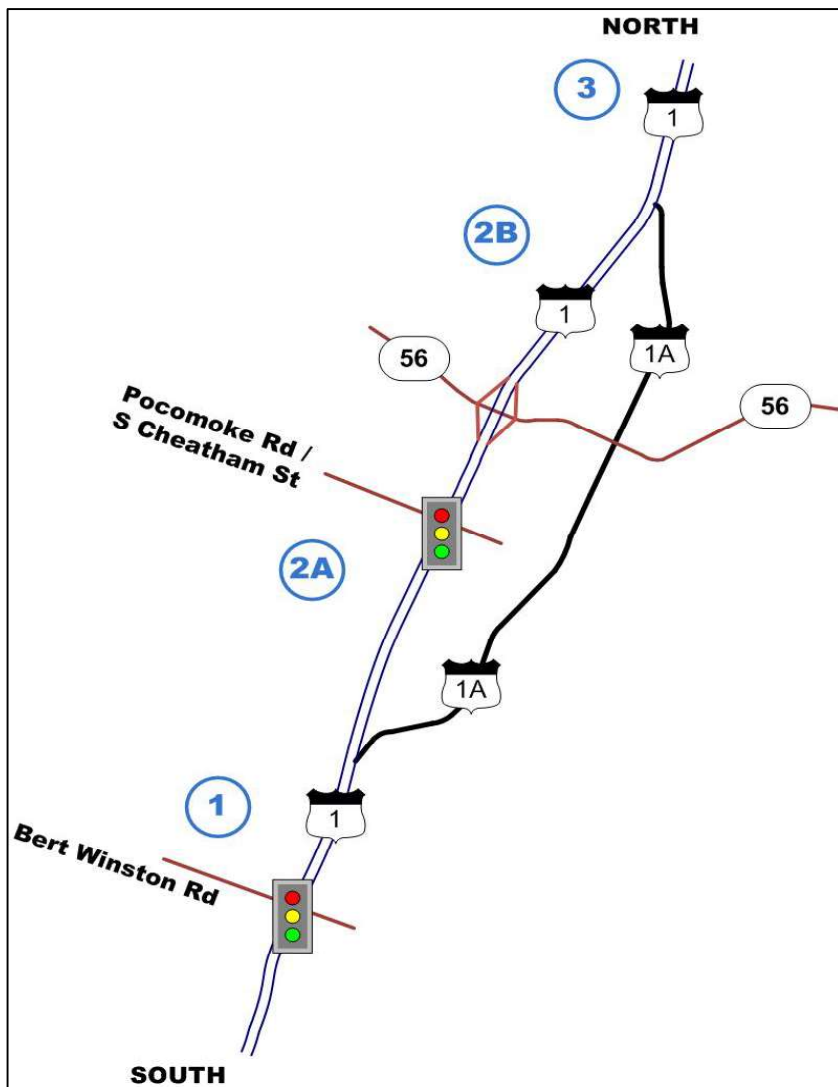 NORTH
3
1
2B
1
56
1A
56
Pocomoke Rd /
S Cheatham St
2A
1A
1
1
Bert Winston Rd
SOUTH